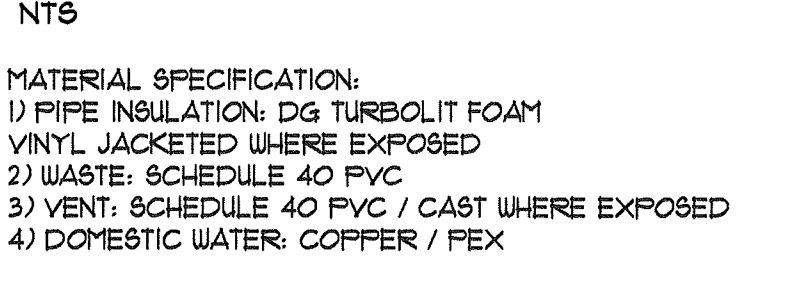 NTS
MATERIAL SPECIFICATION:
1) PIPE INSULATION: DG TURBOLIT FOAM
VINYL JACKETED WHERE EXPOSED
2) WASTE: SCHEDULE 40 PVC
3) VENT: SCHEDULE 40 PVC / CAST WHERE EXPOSED
4) DOMESTIC WATER: COPPER / PEX